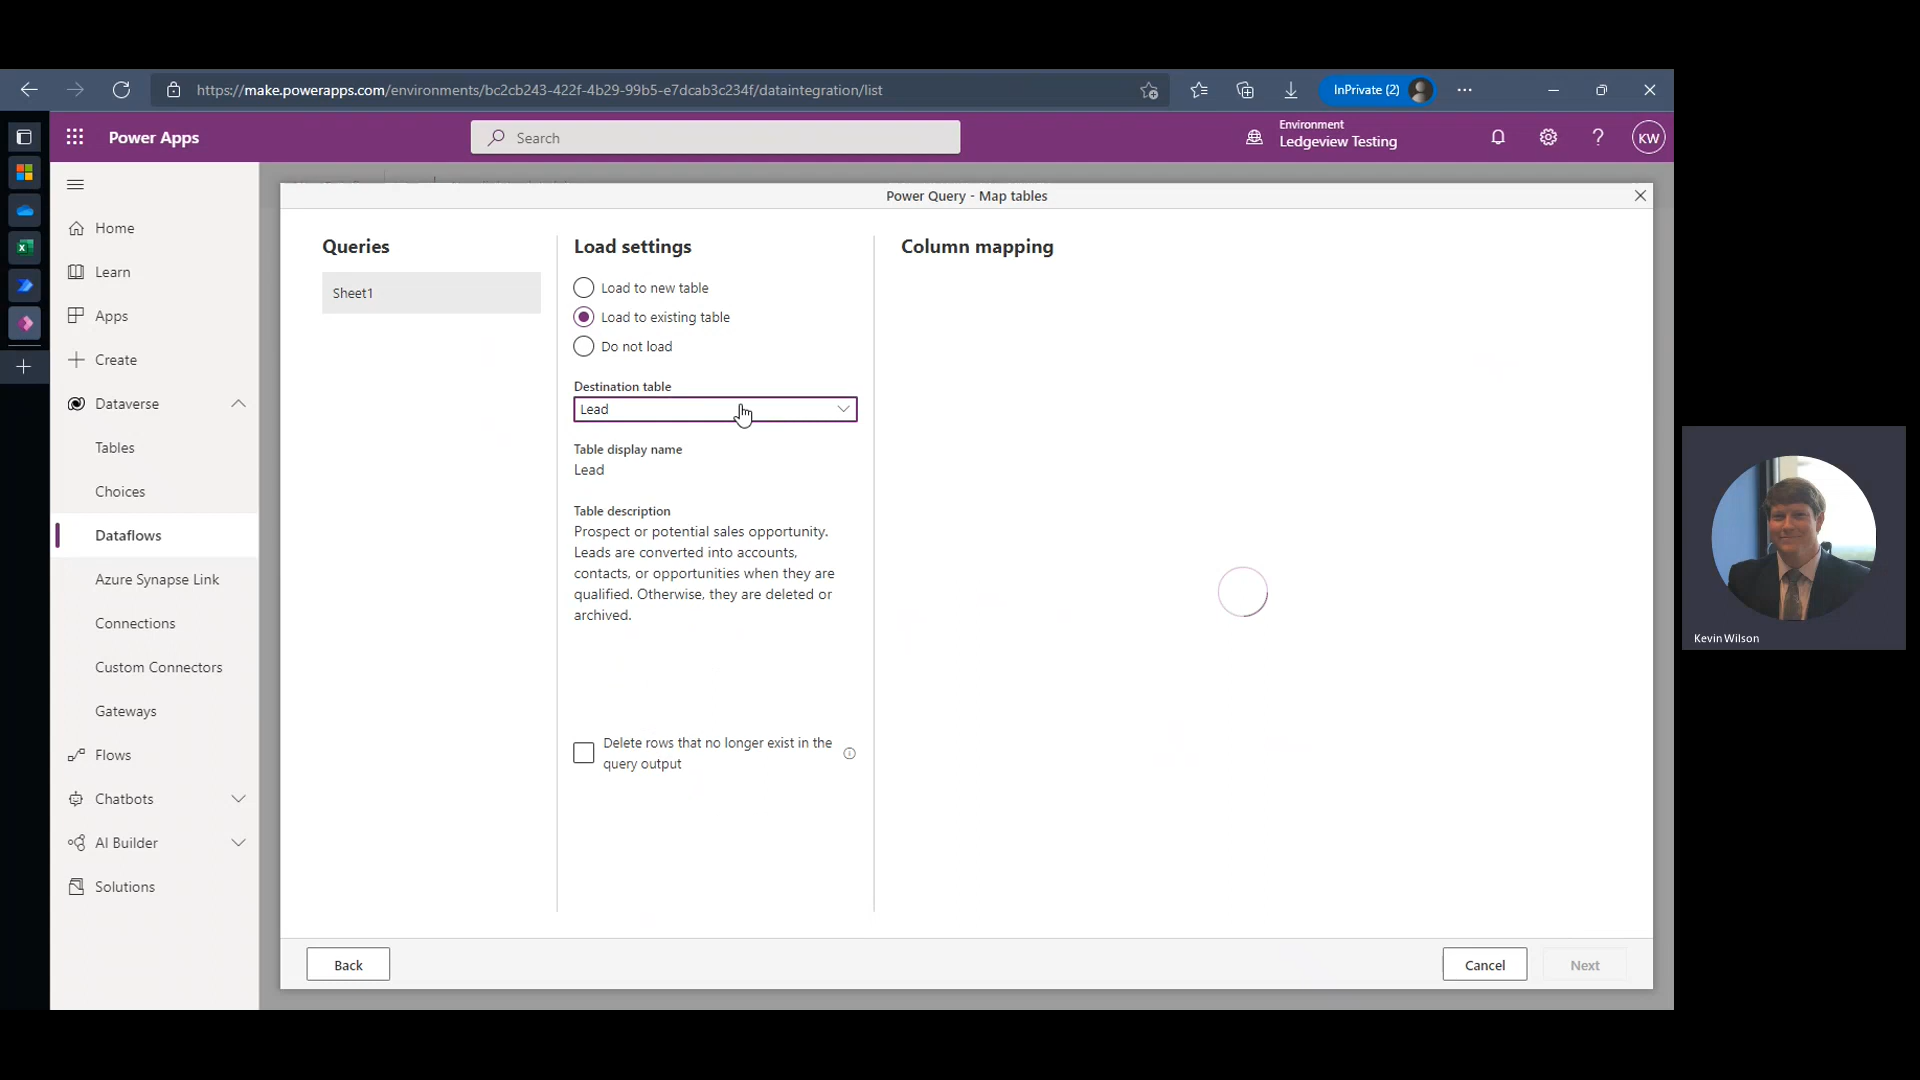 https://make.powerapps.com/environments/bc2cb243-422f-4b29-99b5-e7dcab3c234f/dataintegration/list
InPrivate (2)
Power Apps
Search
Environment
Ledgeview Testing
KW
Home
Learn
Apps
Create
Dataverse
Tables
Choices
Dataflows
Azure Synapse Link
Connections
Custom Connectors
Gateways
Flows
Chatbots
AI Builder
Solutions
Power Query - Map tables
Queries
Sheet1
Load settings
Load to new table
Load to existing table
Do not load
Destination table
Lead
Table display name
Lead
Table description
Prospect or potential sales opportunity.
Leads are converted into accounts,
contacts, or opportunities when they are
qualified. Otherwise, they are deleted or
archived.
Delete rows that no longer exist in the
query output
Column mapping
Back
Cancel
Next
Kevin Wilson